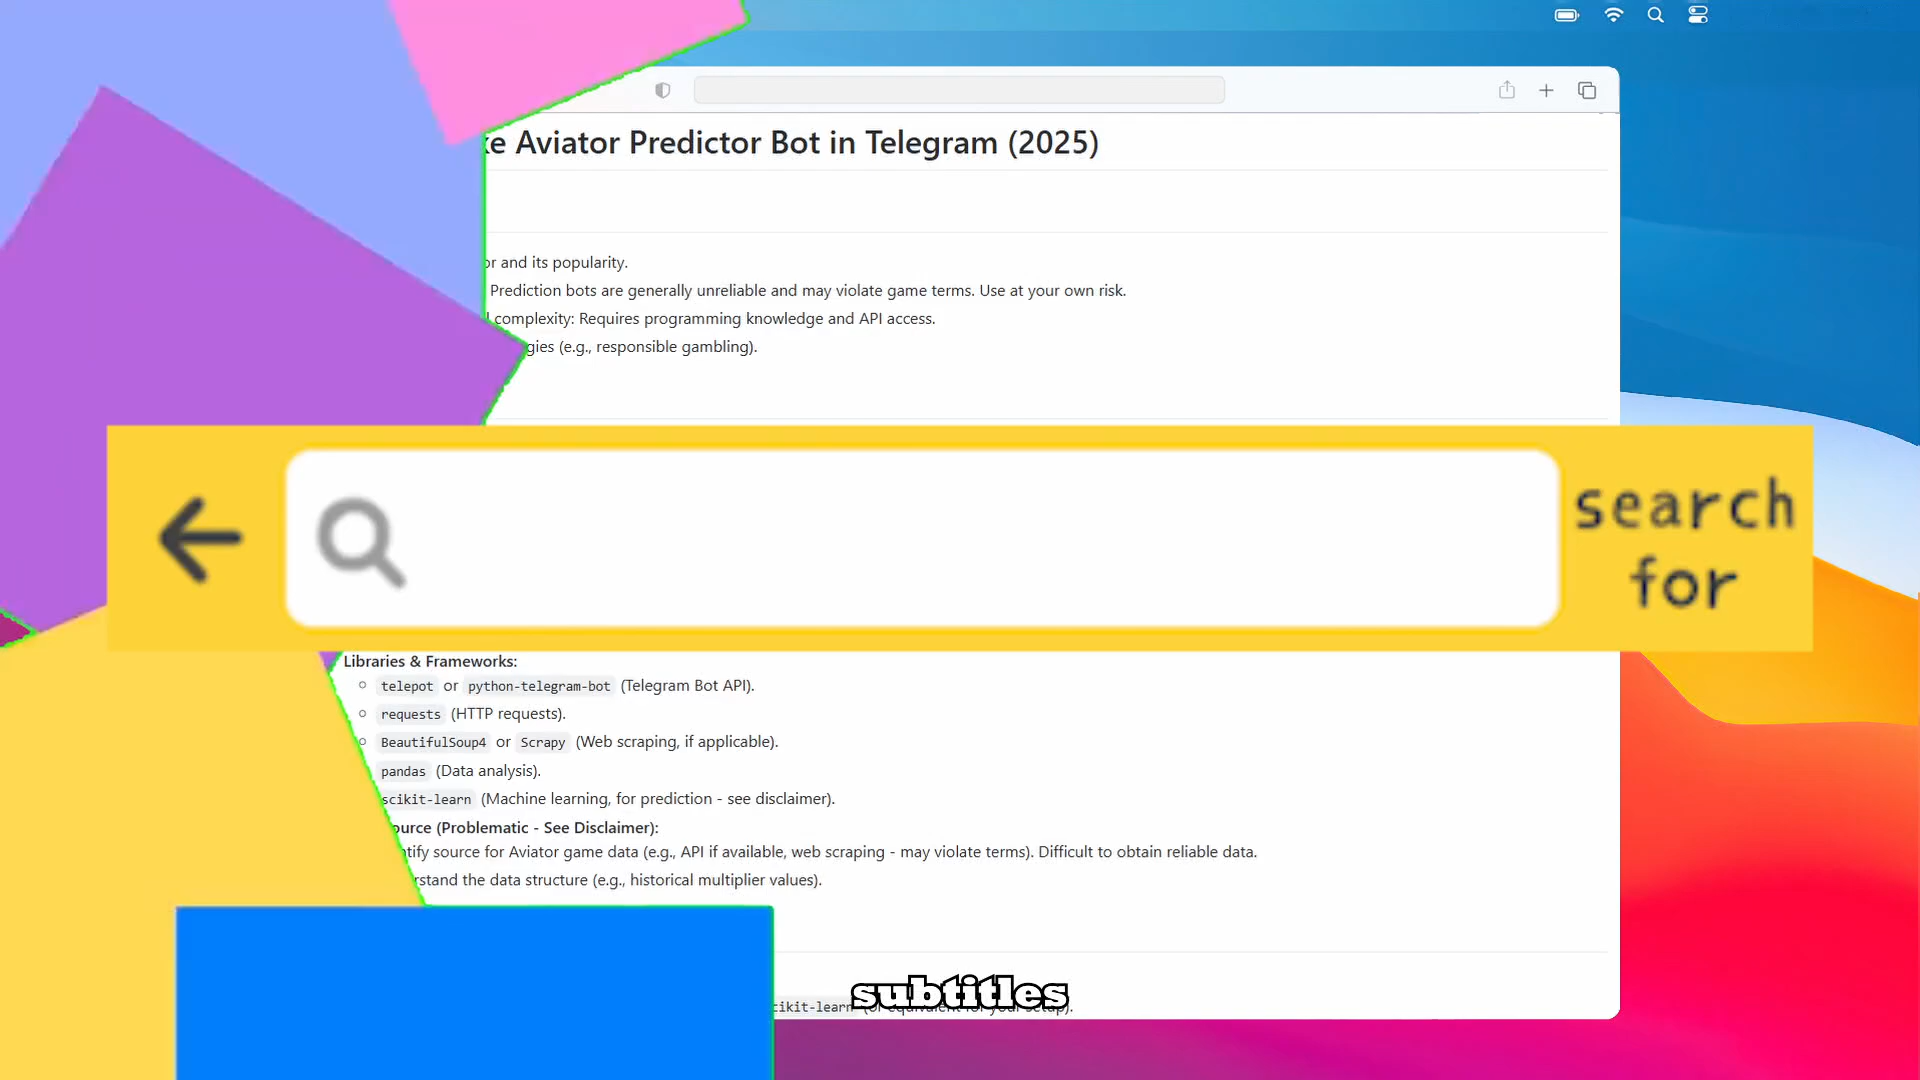 Aviator Predictor Bot in Telegram (2025)
and its popularity.
Prediction bots are generally unreliable and may violate game terms. Use at your own risk.
complexity: Requires programming knowledge and API access.
(e.g., responsible gambling).
search
for
Libraries & Frameworks:
telepot or python-telegram-bot (Telegram Bot API).
requests (HTTP requests).
BeautifulSoup4 or Scrapy (Web scraping, if applicable).
pandas (Data analysis).
scikit-learn (Machine learning, for prediction - see disclaimer).
(Problematic - See Disclaimer):
source for Aviator game data (e.g., API if available, web scraping - may violate terms). Difficult to obtain reliable data.
the data structure (e.g., historical multiplier values).
subtitles